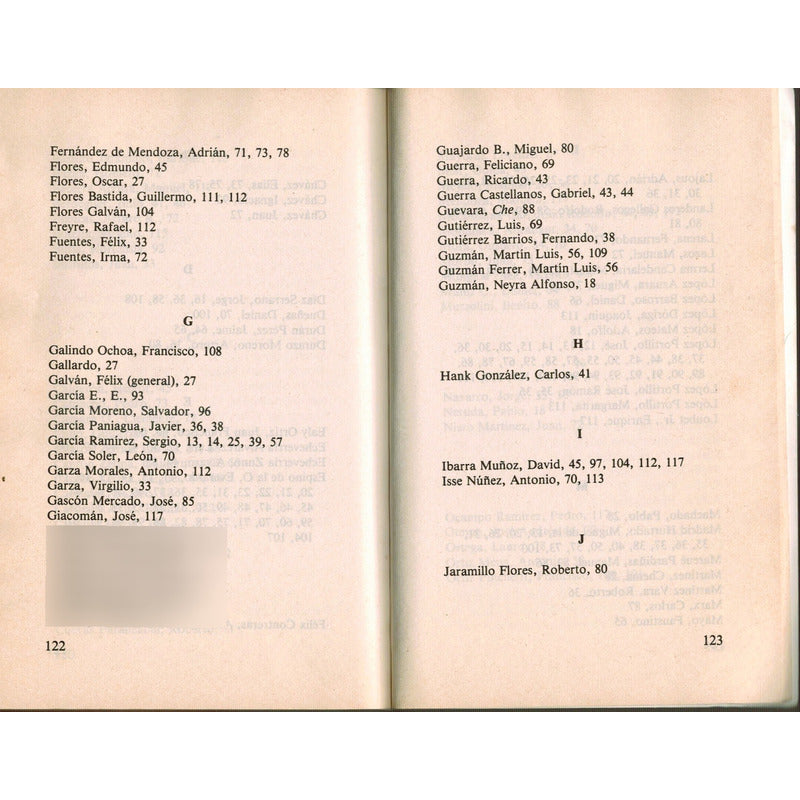 Fernández de Mendoza, Adrián, 71, 73, 78
Flores, Edmundo, 45
Flores, Oscar, 27
Flores Bastida, Guillermo, 111, 112
Flores Galván, 104
Freyre, Rafael, 112
Fuentes, Félix, 33
Fuentes, Irma, 72
G
Galindo Ochoa, Francisco, 108
Gallardo, 27
Galván, Félix (general), 27
García E., E., 93
García Moreno, Salvador, 96
García Paniagua, Javier, 36, 38
García Ramírez, Sergio, 13, 14, 25, 39, 57
García Soler, León, 70
Garza Morales, Antonio, 112
Garza, Virgilio, 33
Gascón Mercado, José, 85
Giacomán, José, 117
122
Guajardo B., Miguel, 80
Guerra, Feliciano, 69
Guerra, Ricardo, 43
Guerra Castellanos, Gabriel, 43, 44
Guevara, Che, 88
Gutiérrez, Luis, 69
Gutiérrez Barrios, Fernando, 38
Guzmán, Martín Luis, 56, 109
Guzmán Ferrer, Martín Luis, 56
Guzmán, Neyra Alfonso, 18
H
Hank González, Carlos, 41
I
Ibarra Muñoz, David, 45, 97, 104, 112, 117
Isse Núñez, Antonio, 70, 113
J
Jaramillo Flores, Roberto, 80
123